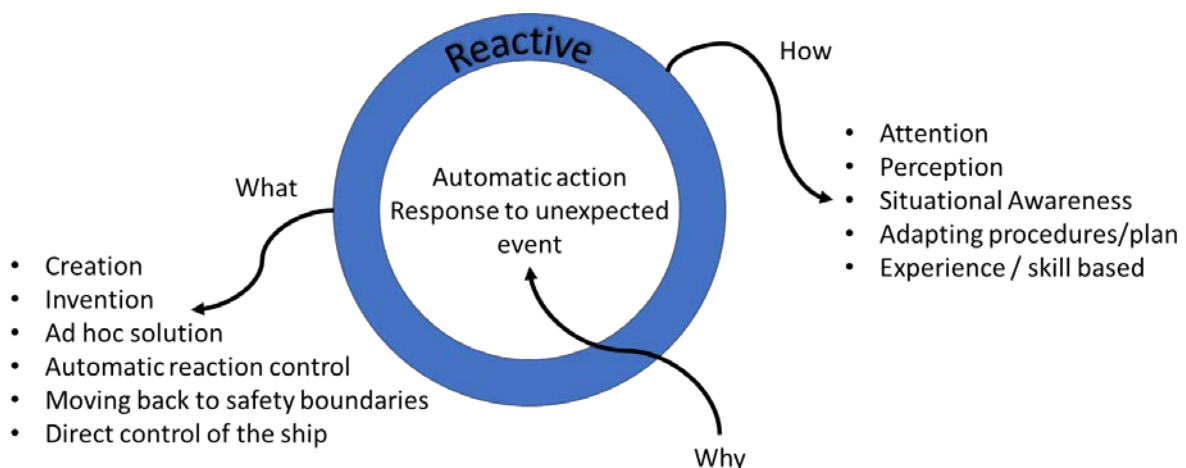 Reactive
How
• Attention
• Perception
• Situational Awareness
• Adapting procedures/plan
• Experience / skill based
What
Automatic action
Response to unexpected
event
• Creation
• Invention
• Ad hoc solution
• Automatic reaction control
• Moving back to safety boundaries
• Direct control of the ship
Why